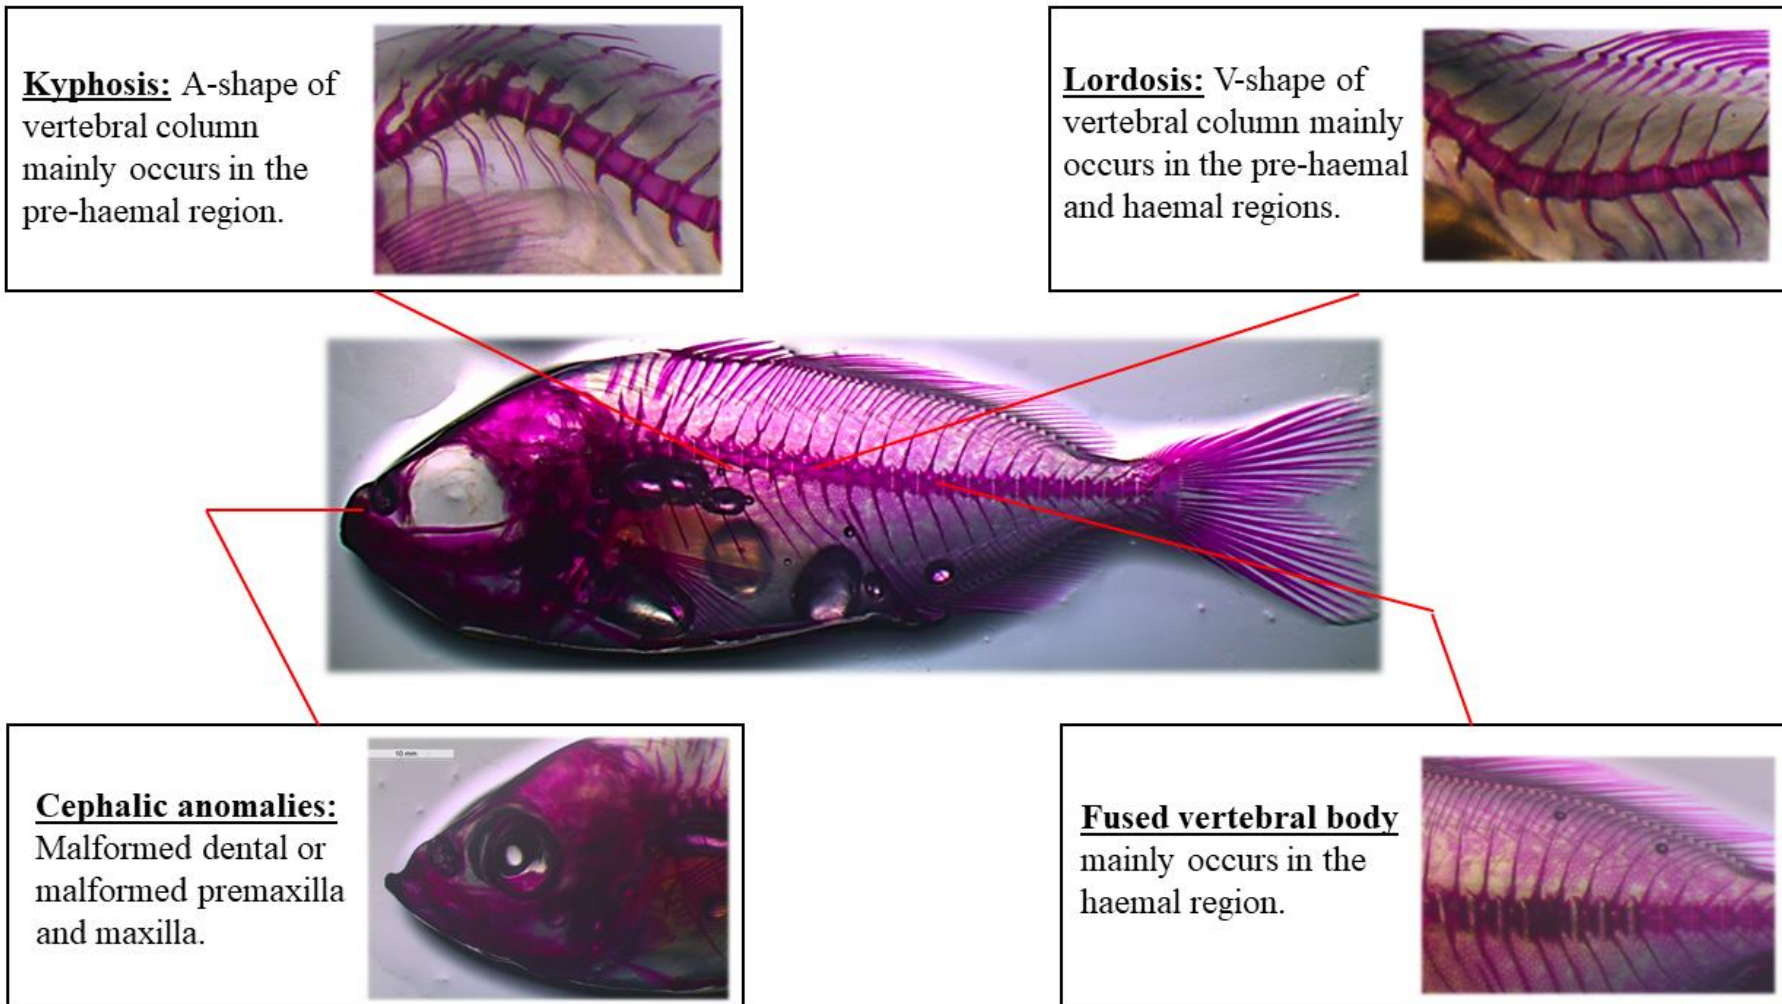 Kyphosis: A-shape of
vertebral column
mainly occurs in the
pre-haemal region.
Lordosis: V-shape of
vertebral column mainly
occurs in the pre-haemal
and haemal regions.
Cephalic anomalies:
Malformed dental or
malformed premaxilla
and maxilla.
10 mm
Fused vertebral body
mainly occurs in the
haemal region.